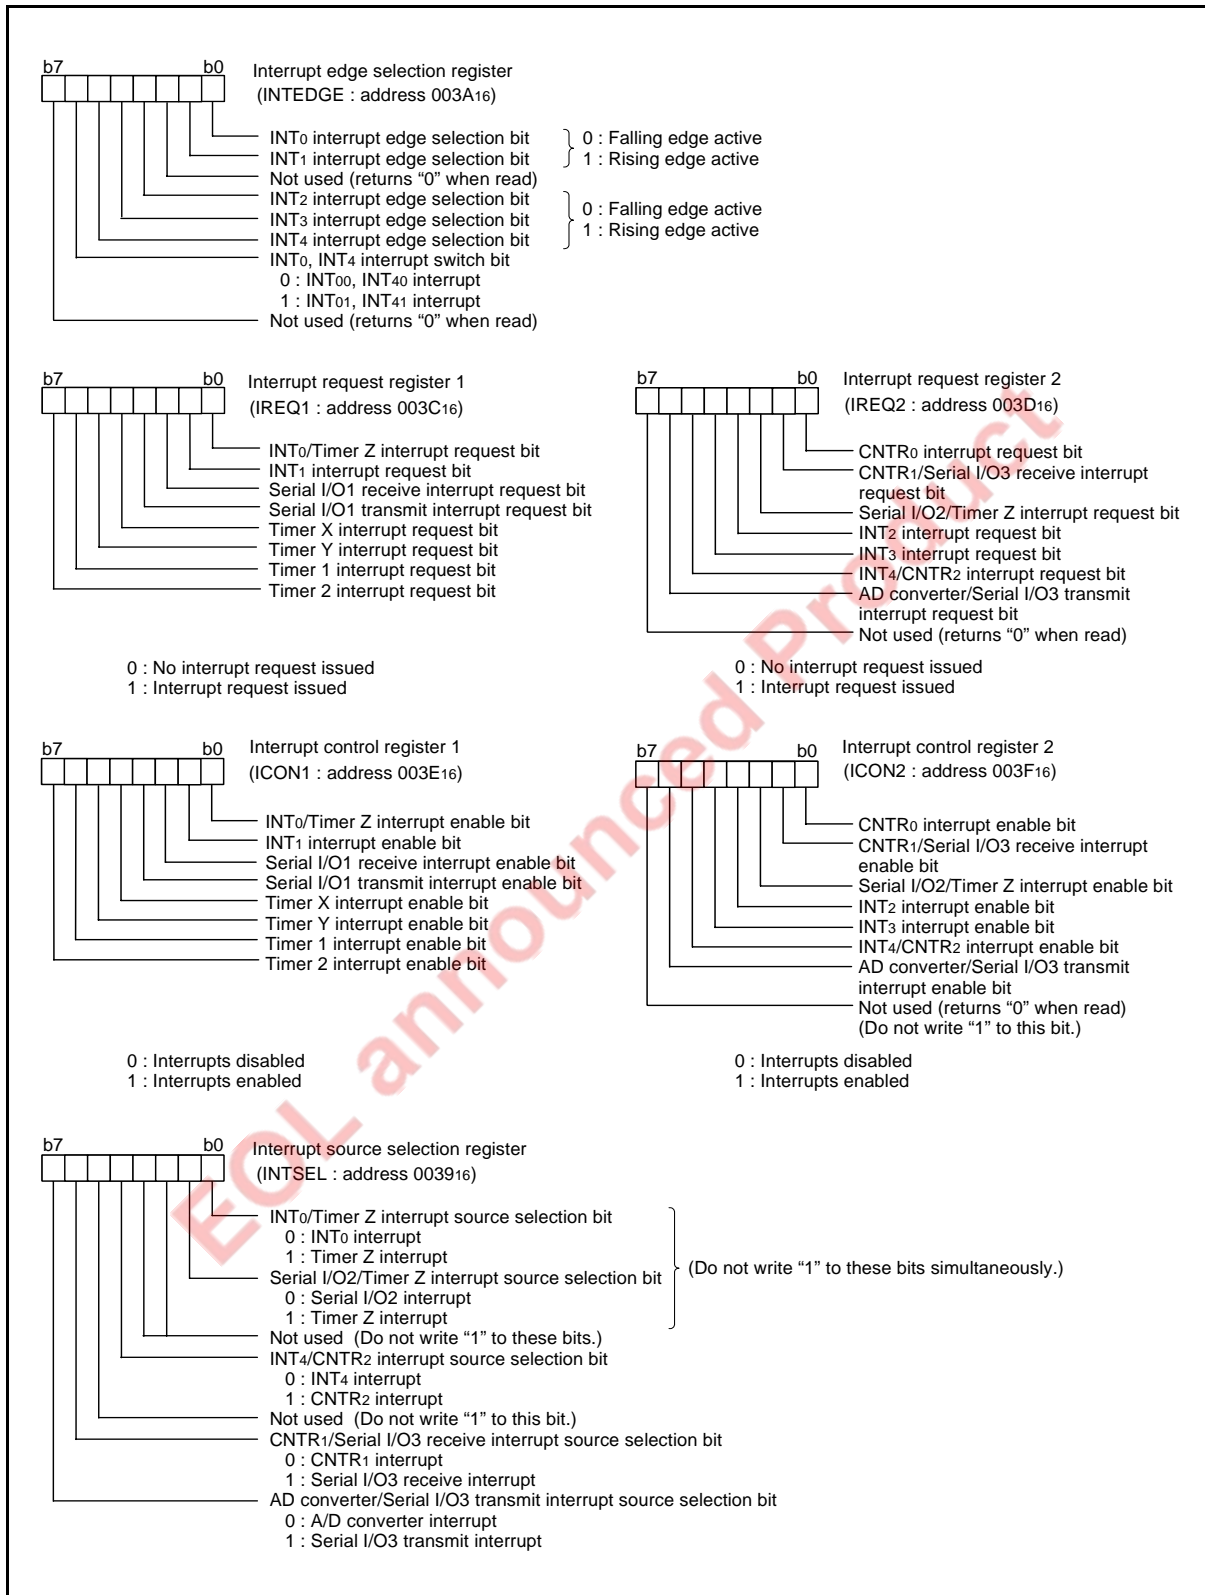 b7 b0 Interrupt edge selection register
(INTEDGE : address 003A16)
INT0 interrupt edge selection bit
INT1 interrupt edge selection bit
0 : Falling edge active
1 : Rising edge active
Not used (returns “0” when read)
INT2 interrupt edge selection bit
INT3 interrupt edge selection bit
INT4 interrupt edge selection bit
0 : Falling edge active
1 : Rising edge active
INT0, INT4 interrupt switch bit
0 : INT00, INT40 interrupt
1 : INT01, INT41 interrupt
Not used (returns “0” when read)
b7 b0 Interrupt request register 1
(IREQ1 : address 003C16)
INT0/Timer Z interrupt request bit
INT1 interrupt request bit
Serial I/O1 receive interrupt request bit
Serial I/O1 transmit interrupt request bit
Timer X interrupt request bit
Timer Y interrupt request bit
Timer 1 interrupt request bit
Timer 2 interrupt request bit
0 : No interrupt request issued
1 : Interrupt request issued
b7 b0 Interrupt request register 2
(IREQ2 : address 003D16)
CNTR0 interrupt request bit
CNTR1/Serial I/O3 receive interrupt
request bit
Serial I/O2/Timer Z interrupt request bit
INT2 interrupt request bit
INT3 interrupt request bit
INT4/CNTR2 interrupt request bit
AD converter/Serial I/O3 transmit
interrupt request bit
Not used (returns “0” when read)
0 : No interrupt request issued
1 : Interrupt request issued
b7 b0 Interrupt control register 1
(ICON1 : address 003E16)
INT0/Timer Z interrupt enable bit
INT1 interrupt enable bit
Serial I/O1 receive interrupt enable bit
Serial I/O1 transmit interrupt enable bit
Timer X interrupt enable bit
Timer Y interrupt enable bit
Timer 1 interrupt enable bit
Timer 2 interrupt enable bit
0 : Interrupts disabled
1 : Interrupts enabled
b7 b0 Interrupt control register 2
(ICON2 : address 003F16)
CNTR0 interrupt enable bit
CNTR1/Serial I/O3 receive interrupt
enable bit
Serial I/O2/Timer Z interrupt enable bit
INT2 interrupt enable bit
INT3 interrupt enable bit
INT4/CNTR2 interrupt enable bit
AD converter/Serial I/O3 transmit
interrupt enable bit
Not used (returns “0” when read)
(Do not write “1” to this bit.)
0 : Interrupts disabled
1 : Interrupts enabled
b7 b0 Interrupt source selection register
(INTSEL : address 003916)
INT0/Timer Z interrupt source selection bit
0 : INT0 interrupt
1 : Timer Z interrupt
Serial I/O2/Timer Z interrupt source selection bit
0 : Serial I/O2 interrupt
1 : Timer Z interrupt
(Do not write “1” to these bits simultaneously.)
Not used (Do not write “1” to these bits.)
INT4/CNTR2 interrupt source selection bit
0 : INT4 interrupt
1 : CNTR2 interrupt
Not used (Do not write “1” to this bit.)
CNTR1/Serial I/O3 receive interrupt source selection bit
0 : CNTR1 interrupt
1 : Serial I/O3 receive interrupt
AD converter/Serial I/O3 transmit interrupt source selection bit
0 : A/D converter interrupt
1 : Serial I/O3 transmit interrupt
EOL announced Product